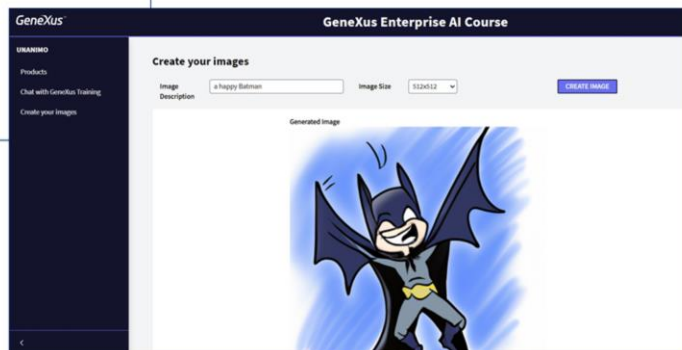 GeneXus™
GeneXus Enterprise AI Course
UNANIMO
Products
Chat with GeneXus Training
Create your images
Create your images
Image Description
a happy Batman
Image Size
512x512
CREATE IMAGE
Generated Image